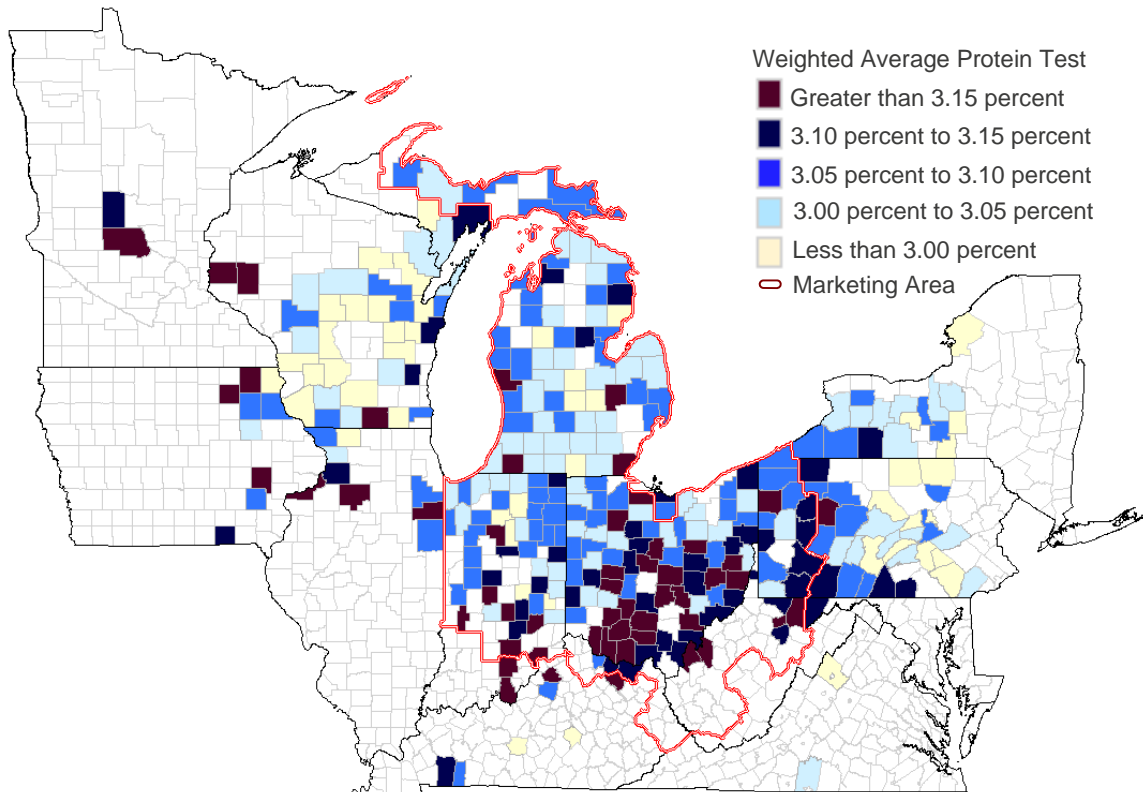 Weighted Average Protein Test
Greater than 3.15 percent
3.10 percent to 3.15 percent
3.05 percent to 3.10 percent
3.00 percent to 3.05 percent
Less than 3.00 percent
Marketing Area